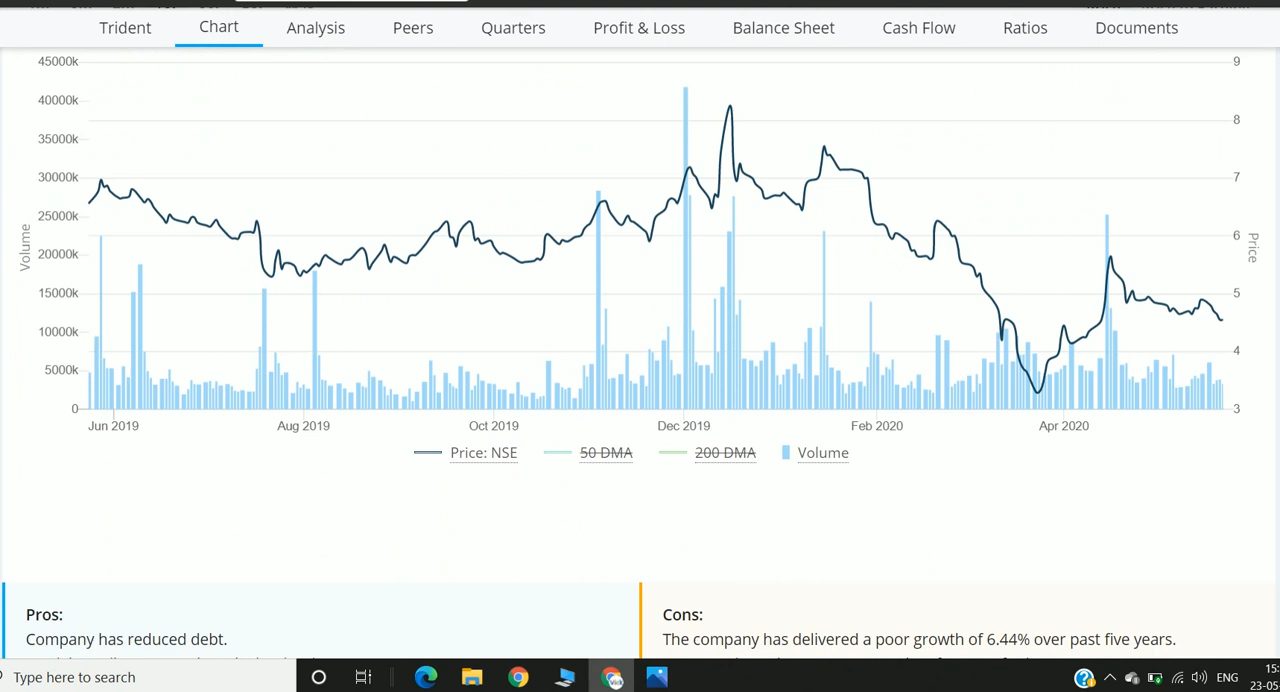 Trident Chart Analysis Peers Quarters Profit & Loss Balance Sheet Cash Flow Ratios Documents
45000k 9
40000k 8
35000k
30000k 7
25000k
20000k 6
15000k 5
10000k
5000k 4
0 3
Volume
Price
Jun 2019 Aug 2019 Oct 2019 Dec 2019 Feb 2020 Apr 2020
Price: NSE 50 DMA 200 DMA Volume
Pros:
Company has reduced debt.
Cons:
The company has delivered a poor growth of 6.44% over past five years.
Type here to search
ENG
15:
23-05